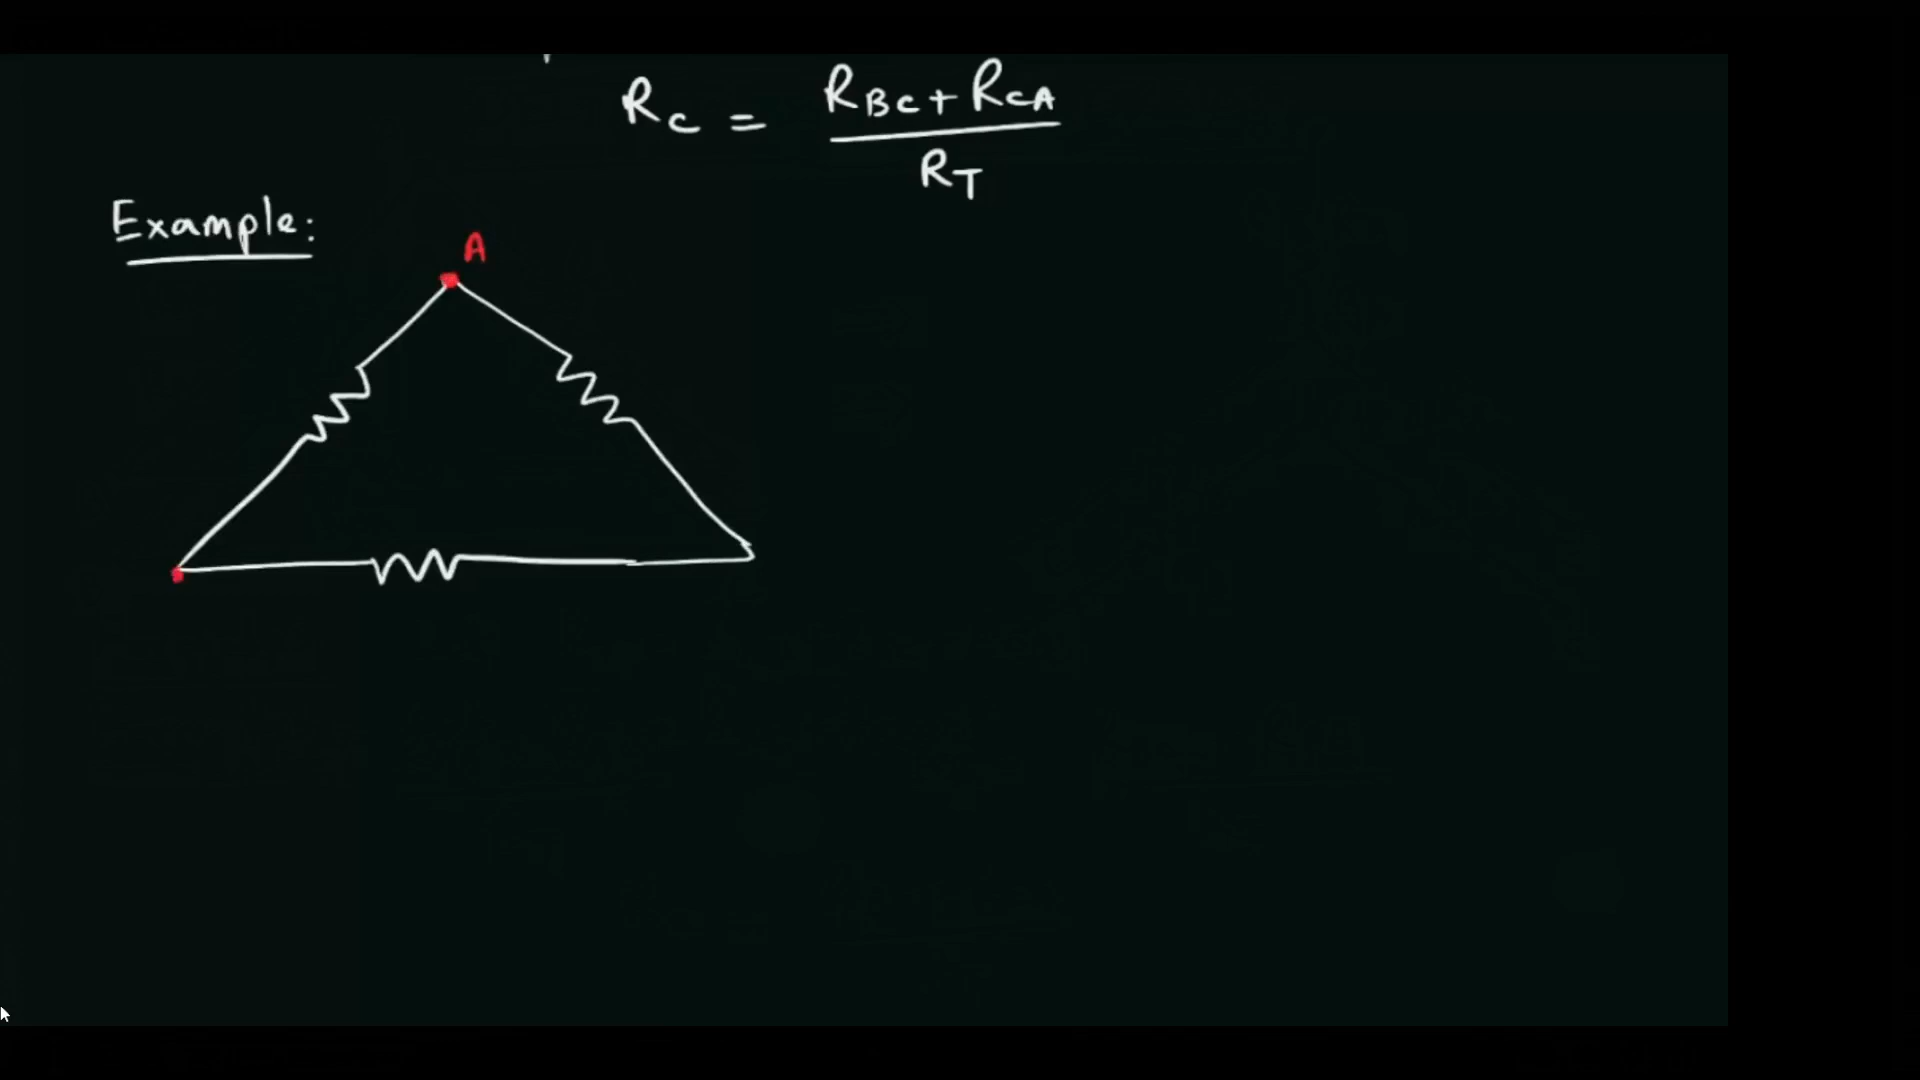 Rc = RBC + RCA
RT
Example:
A